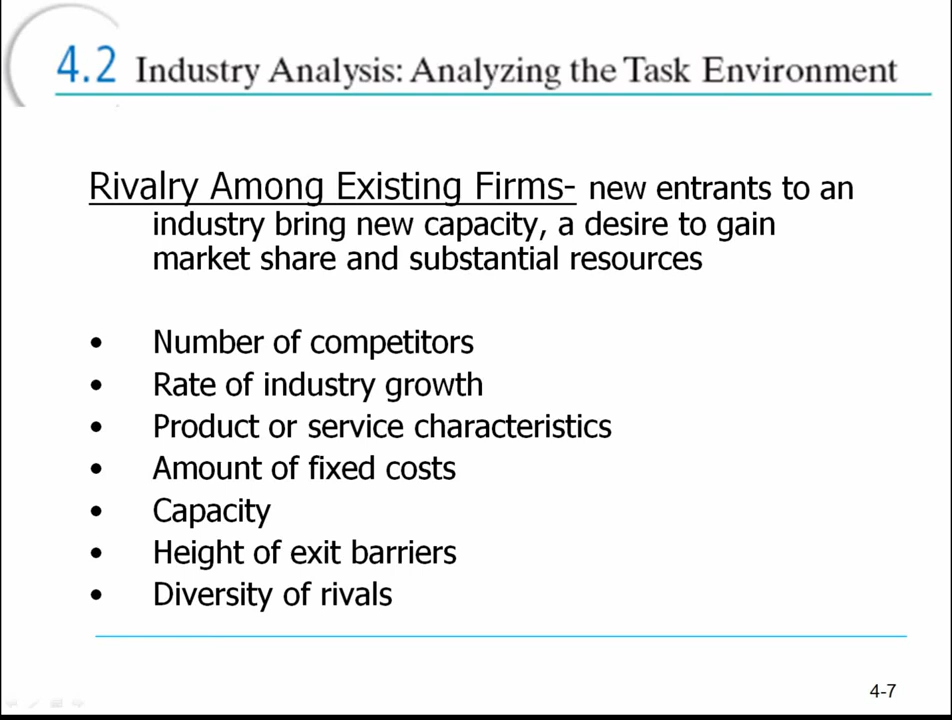 4.2 Industry Analysis: Analyzing the Task Environment
Rivalry Among Existing Firms- new entrants to an
industry bring new capacity, a desire to gain
market share and substantial resources
• Number of competitors
• Rate of industry growth
• Product or service characteristics
• Amount of fixed costs
• Capacity
• Height of exit barriers
• Diversity of rivals
4-7